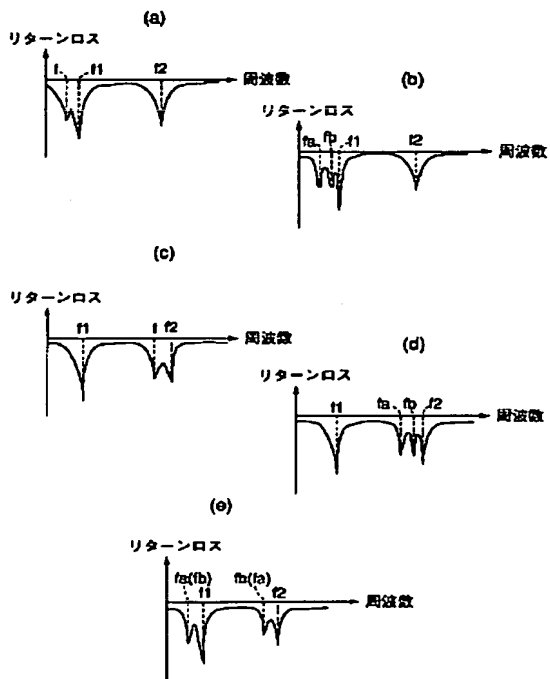 (a)
リターンロス
f f1 f2 周波数
(b)
リターンロス
fa fb f1 f2 周波数
(c)
リターンロス
f1 f f2 周波数
(d)
リターンロス
f1 fa fb f2 周波数
(e)
リターンロス
fa(fb) f1 fb(fa) f2 周波数